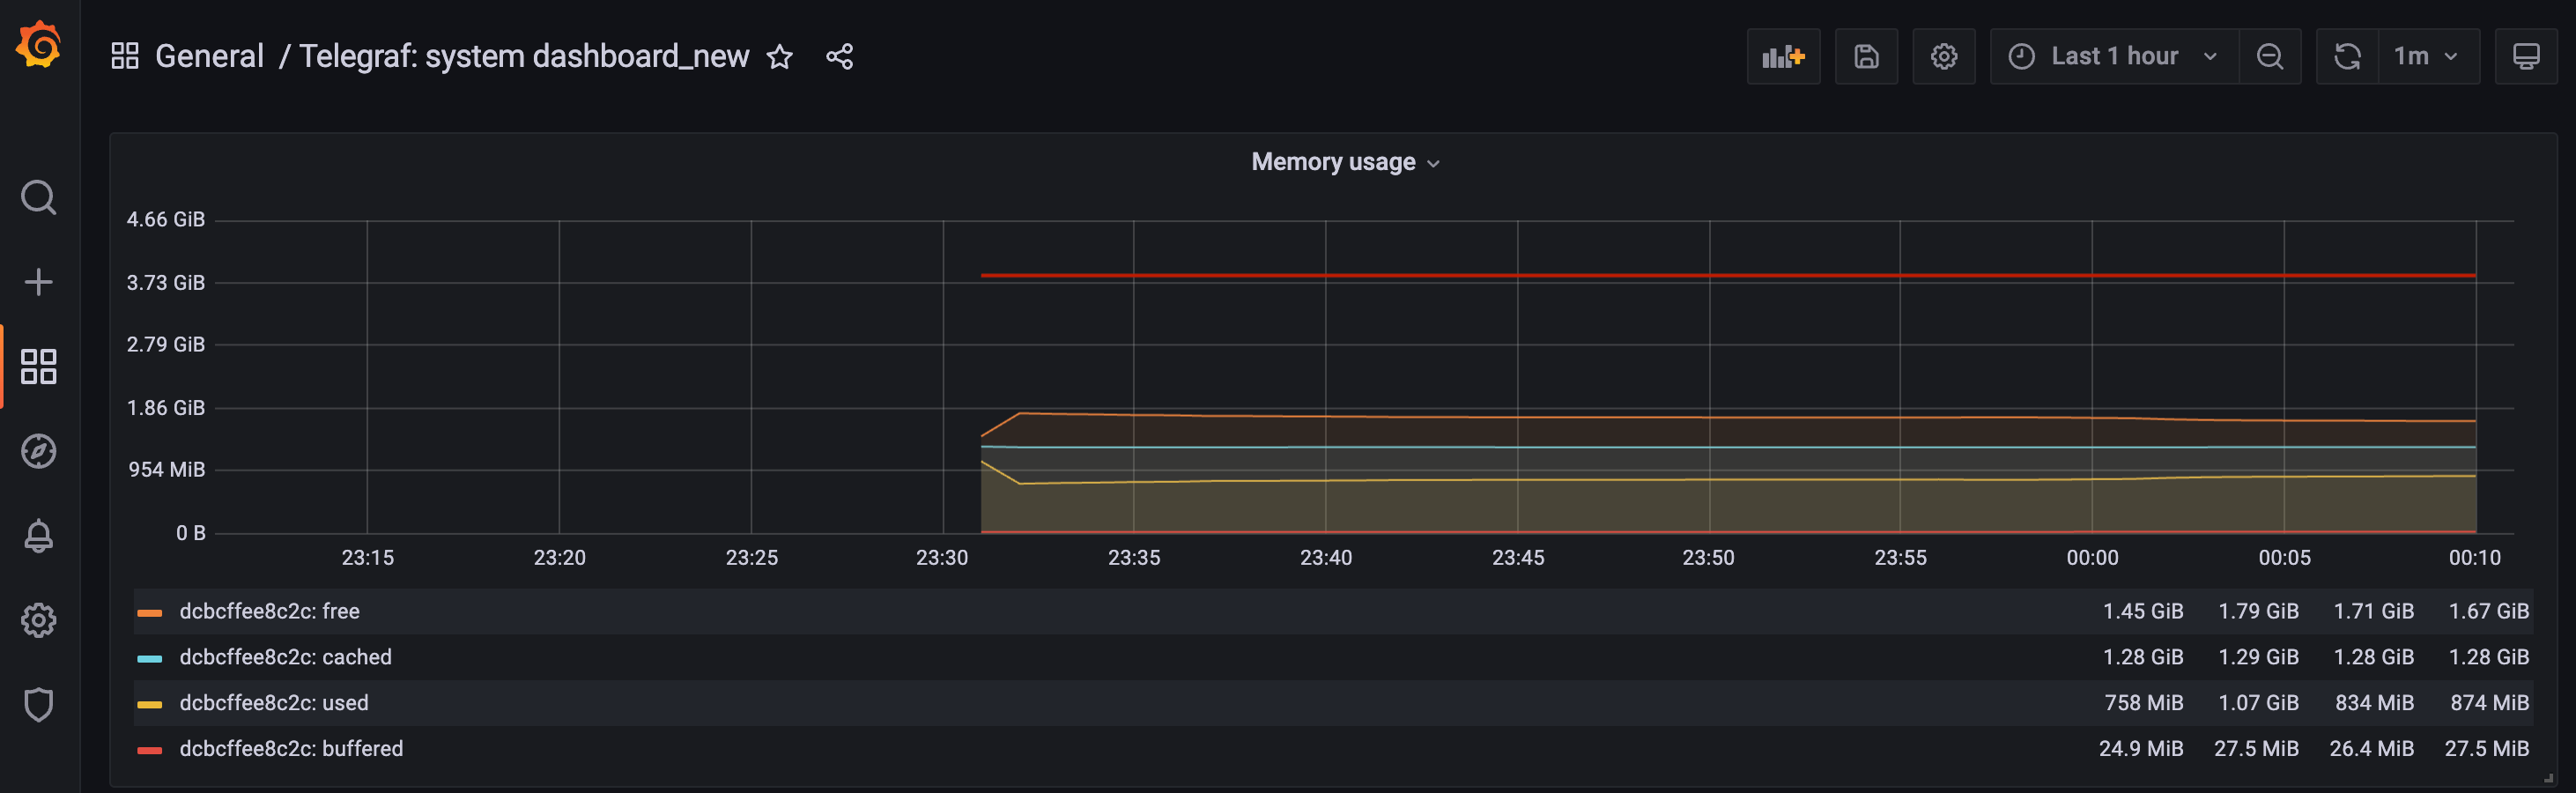 General / Telegraf: system dashboard_new
Last 1 hour
1m
Memory usage
4.66 GiB
3.73 GiB
2.79 GiB
1.86 GiB
954 MiB
0 B
23:15 23:20 23:25 23:30 23:35 23:40 23:45 23:50 23:55 00:00 00:05 00:10
dcbcffee8c2c: free 1.45 GiB 1.79 GiB 1.71 GiB 1.67 GiB
dcbcffee8c2c: cached 1.28 GiB 1.29 GiB 1.28 GiB 1.28 GiB
dcbcffee8c2c: used 758 MiB 1.07 GiB 834 MiB 874 MiB
dcbcffee8c2c: buffered 24.9 MiB 27.5 MiB 26.4 MiB 27.5 MiB